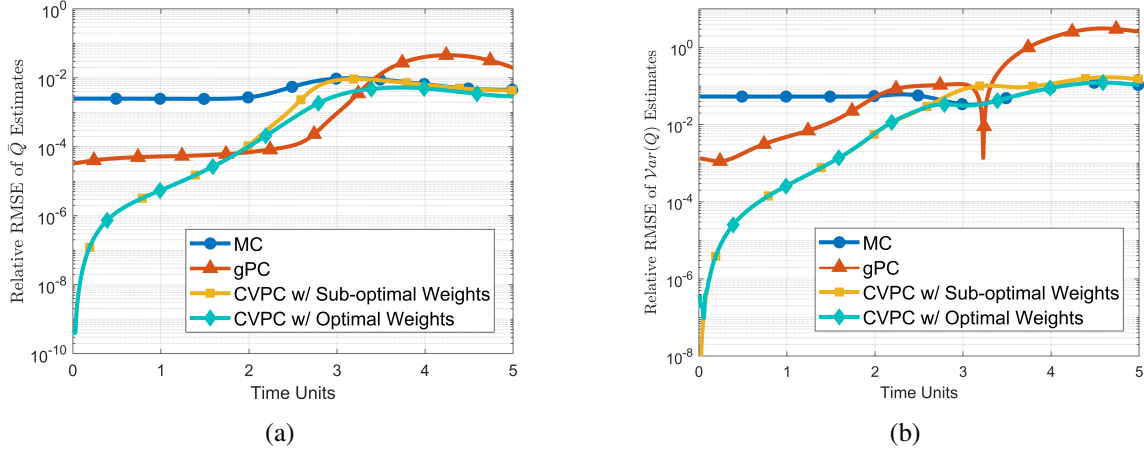 Relative RMSE of Q̄ Estimates
10^0
10^-2
10^-4
10^-6
10^-8
10^-10
0 1 2 3 4 5
Time Units
MC
gPC
CVPC w/ Sub-optimal Weights
CVPC w/ Optimal Weights
(a)
Relative RMSE of Var(Q) Estimates
10^0
10^-2
10^-4
10^-6
10^-8
0 1 2 3 4 5
Time Units
MC
gPC
CVPC w/ Sub-optimal Weights
CVPC w/ Optimal Weights
(b)